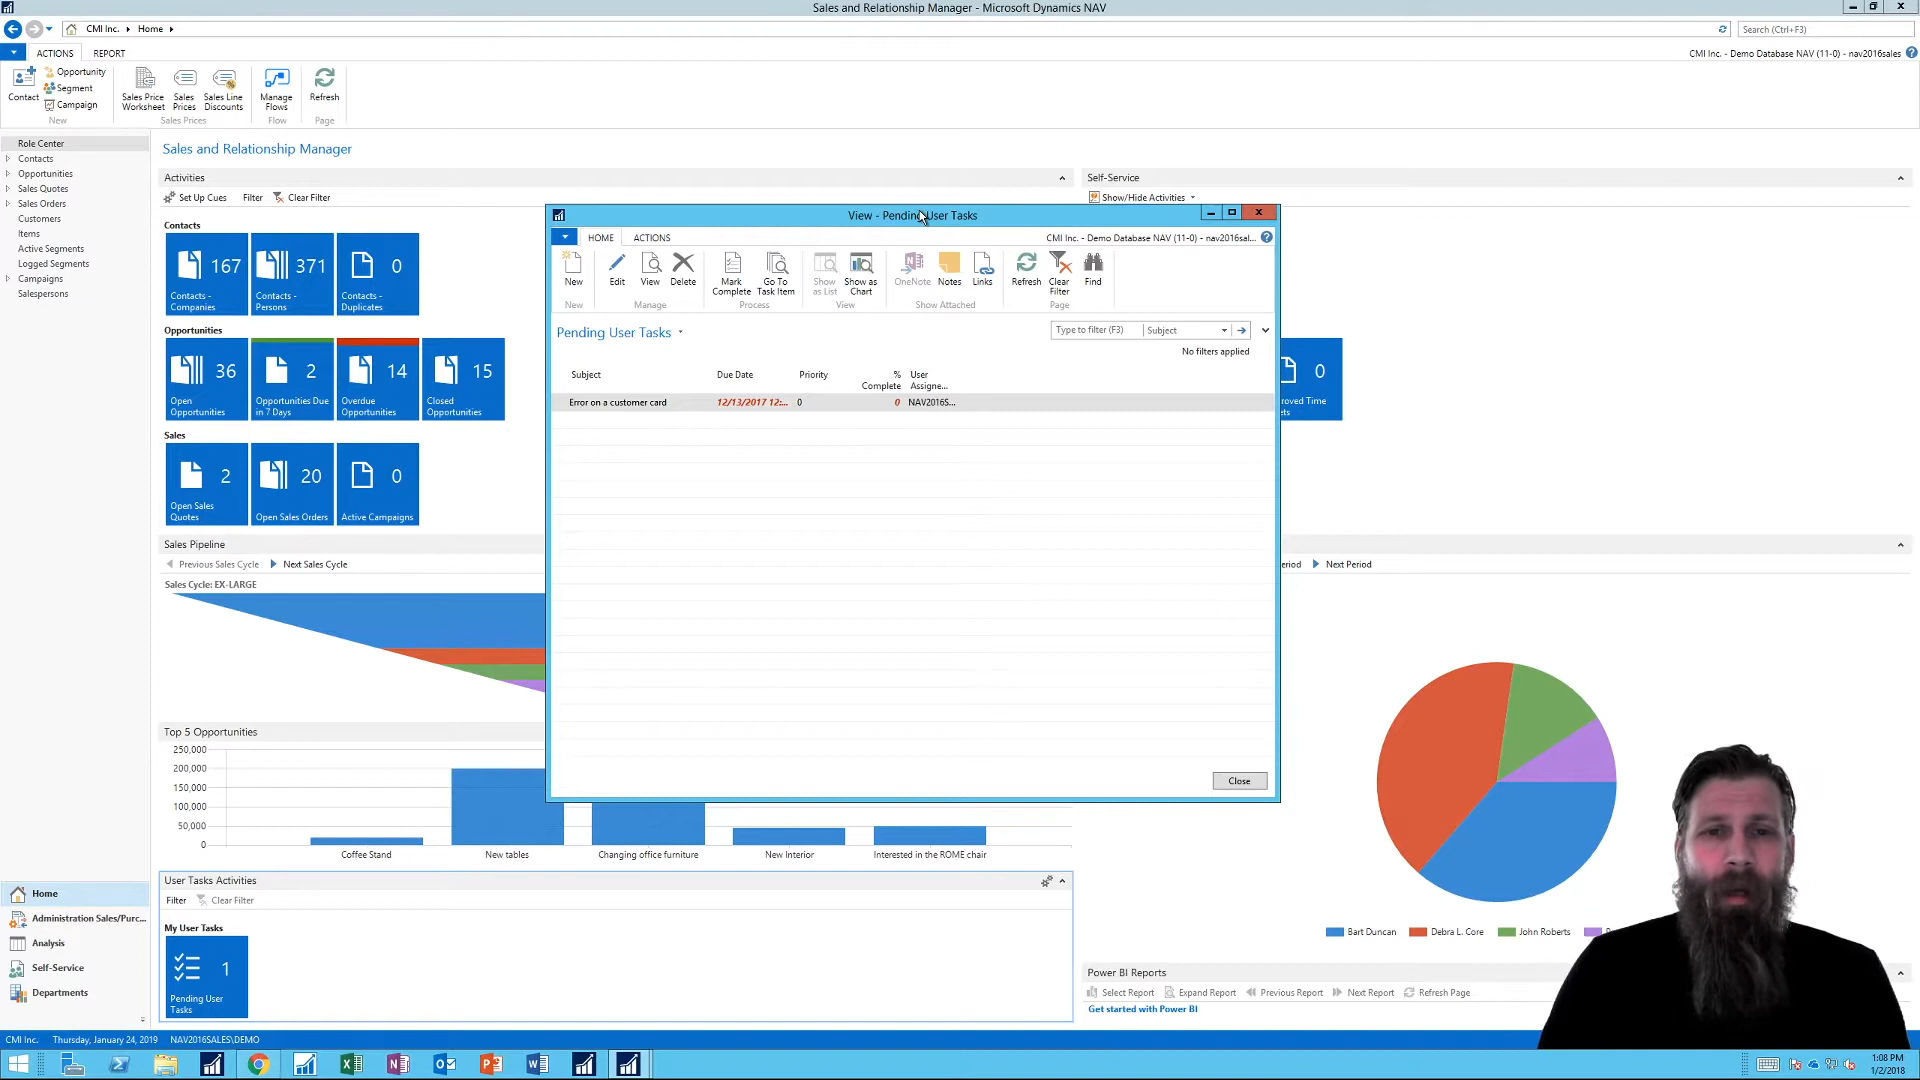 Sales and Relationship Manager - Microsoft Dynamics NAV
CMI Inc. Home
Search (Ctrl+F3)
ACTIONS REPORT
CMI Inc. - Demo Database NAV (11-0) - nav2016sales
Contact
Opportunity
Segment
Campaign
New
Sales Price Worksheet
Sales Prices
Sales Line Discounts
Sales Prices
Manage Flows
Flow
Refresh
Page
Role Center
Contacts
Opportunities
Sales Quotes
Sales Orders
Customers
Items
Active Segments
Logged Segments
Campaigns
Salespersons
Sales and Relationship Manager
Activities
Set Up Cues Filter Clear Filter
Contacts
167
Contacts - Companies
371
Contacts - Persons
0
Contacts - Duplicates
Opportunities
36
Open Opportunities
2
Opportunities Due in 7 Days
14
Overdue Opportunities
15
Closed Opportunities
Sales
2
Open Sales Quotes
20
Open Sales Orders
0
Active Campaigns
Sales Pipeline
Previous Sales Cycle Next Sales Cycle
Sales Cycle: EX-LARGE
Top 5 Opportunities
250,000
200,000
150,000
100,000
50,000
0
Coffee Stand New tables Changing office furniture New Interior Interested in the ROME chair
User Tasks Activities
Filter Clear Filter
My User Tasks
1
Pending User Tasks
Self-Service
Show/Hide Activities
0
Next Period
View - Pending User Tasks
HOME ACTIONS
CMI Inc. - Demo Database NAV (11-0) - nav2016sal...
New
New
Edit
View
Delete
Manage
Mark Complete
Go To Task Item
Process
Show as List
Show as Chart
View
OneNote
Notes
Links
Show Attached
Refresh
Clear Filter
Find
Page
Pending User Tasks
Type to filter (F3) Subject
No filters applied
Subject Due Date Priority % Complete User Assigne...
Error on a customer card 12/13/2017 12:... 0 0 NAV2016S...
Close
Bart Duncan Debra L. Core John Roberts
Power BI Reports
Select Report Expand Report Previous Report Next Report Refresh Page
Get started with Power BI
Home
Administration Sales/Purc...
Analysis
Self-Service
Departments
CMI Inc. Thursday, January 24, 2019 NAV2016SALES\DEMO
1:08 PM
1/2/2018